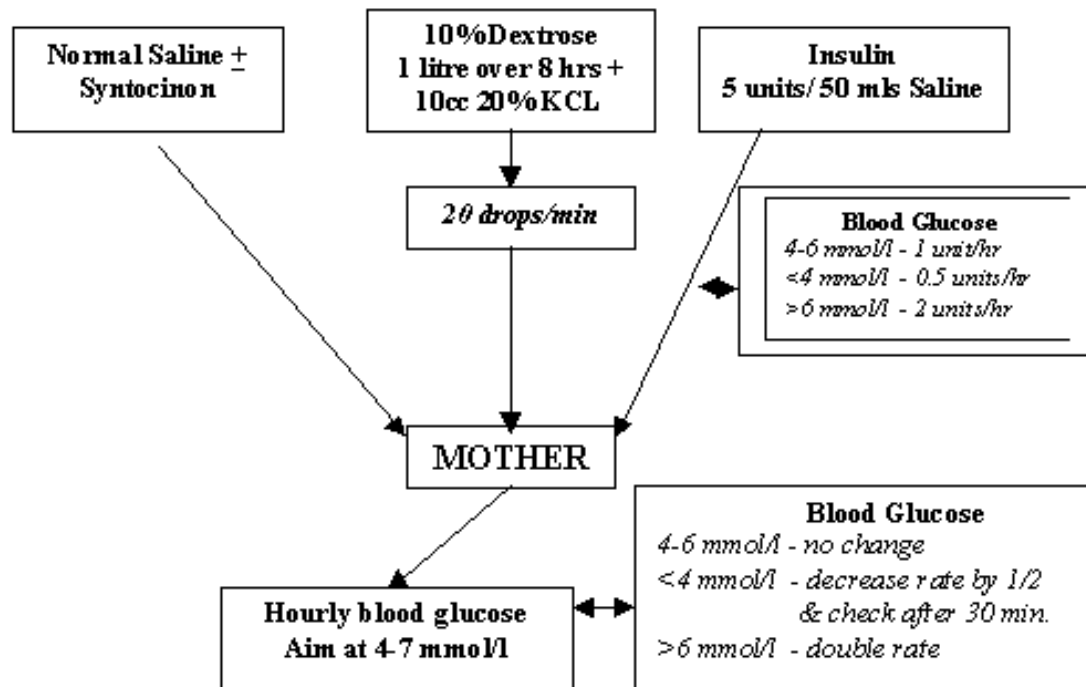 Normal Saline ±
Syntocinon
10%Dextrose
1 litre over 8 hrs +
10cc 20%KCL
Insulin
5 units/50 mls Saline
20 drops/min
Blood Glucose
4-6 mmol/l - 1 unit/hr
<4 mmol/l - 0.5 units/hr
>6 mmol/l - 2 units/hr
MOTHER
Hourly blood glucose
Aim at 4-7 mmol/l
Blood Glucose
4-6 mmol/l - no change
<4 mmol/l - decrease rate by 1/2
& check after 30 min.
>6 mmol/l - double rate